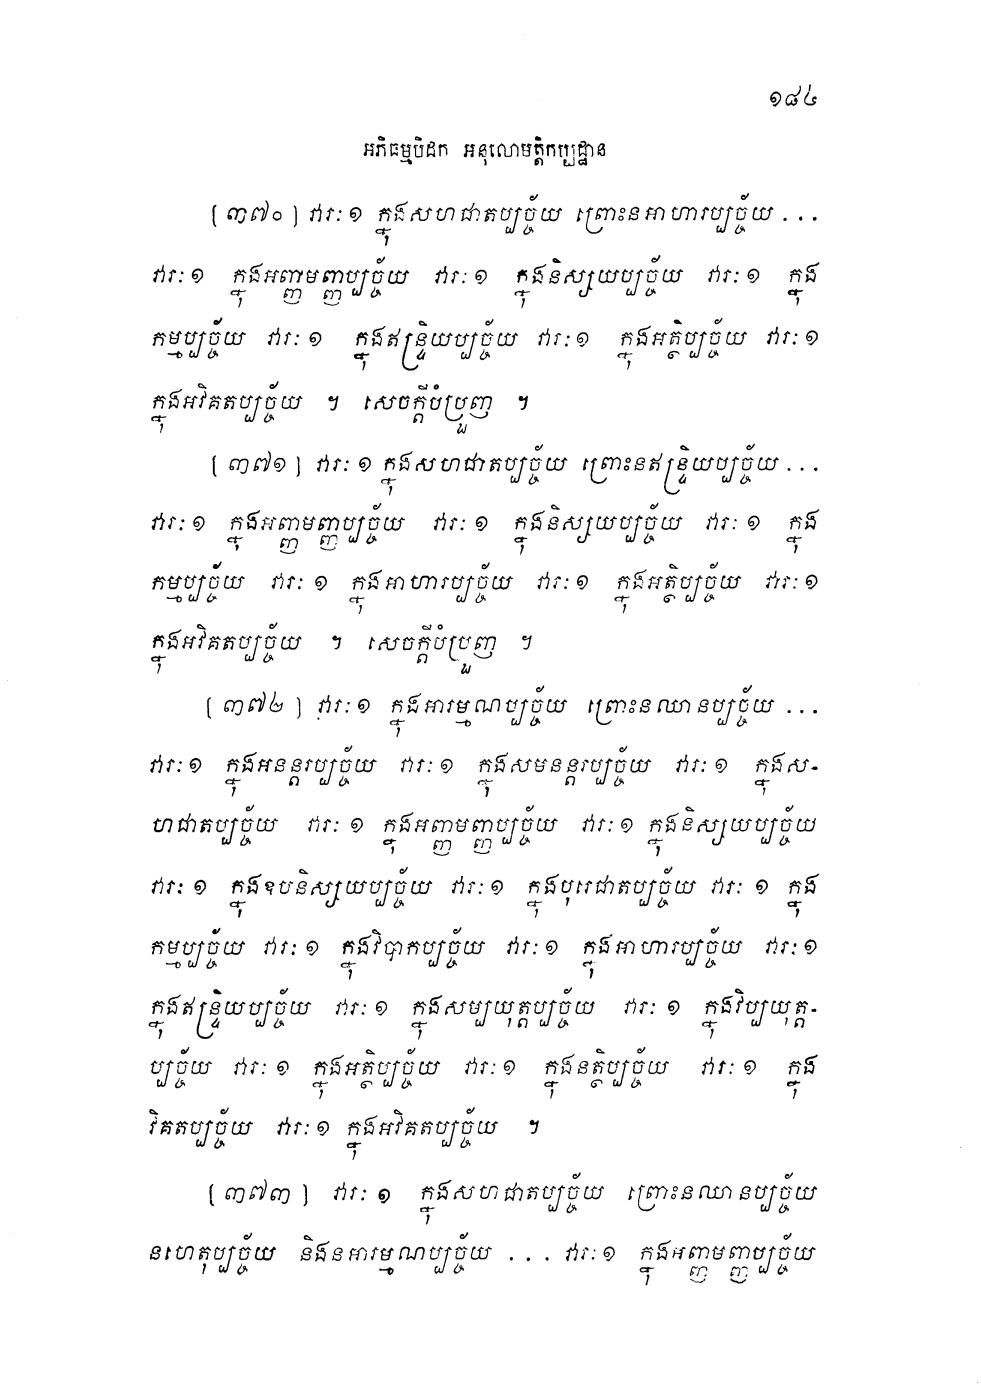 ១៨៤
អភិធម្មបិដក អនុលោមត្តិកប្បដ្ឋាន
[៣៧០] វារៈ១ ក្នុងសហជាតប្បច្ច័យ ព្រោះនអាហារប្បច្ច័យ ...
វារៈ១ ក្នុងអញ្ញាមញ្ញប្បច្ច័យ វារៈ១ ក្នុងនិស្សយប្បច្ច័យ វារៈ១ ក្នុង
កម្មប្បច្ច័យ វារៈ១ ក្នុងឥន្ទ្រិយប្បច្ច័យ វារៈ១ ក្នុងអត្ថិប្បច្ច័យ វារៈ១
ក្នុងអវិគតប្បច្ច័យ ។ សេចក្តីបំប្រួញ ។
[៣៧១] វារៈ១ ក្នុងសហជាតប្បច្ច័យ ព្រោះនឥន្ទ្រិយប្បច្ច័យ ...
វារៈ១ ក្នុងអញ្ញាមញ្ញប្បច្ច័យ វារៈ១ ក្នុងនិស្សយប្បច្ច័យ វារៈ១ ក្នុង
កម្មប្បច្ច័យ វារៈ១ ក្នុងអាហារប្បច្ច័យ វារៈ១ ក្នុងអត្ថិប្បច្ច័យ វារៈ១
ក្នុងអវិគតប្បច្ច័យ ។ សេចក្តីបំប្រួញ ។
[៣៧២] វារៈ១ ក្នុងអារម្មណប្បច្ច័យ ព្រោះនឈានប្បច្ច័យ ...
វារៈ១ ក្នុងអនន្តរប្បច្ច័យ វារៈ១ ក្នុងសមនន្តរប្បច្ច័យ វារៈ១ ក្នុងស-
ហជាតប្បច្ច័យ វារៈ១ ក្នុងអញ្ញាមញ្ញប្បច្ច័យ វារៈ១ ក្នុងនិស្សយប្បច្ច័យ
វារៈ១ ក្នុងឧបនិស្សយប្បច្ច័យ វារៈ១ ក្នុងបុរេជាតប្បច្ច័យ វារៈ ១ ក្នុង
កម្មប្បច្ច័យ វារៈ១ ក្នុងវិបាកប្បច្ច័យ វារៈ១ ក្នុងអាហារប្បច្ច័យ វារៈ១
ក្នុងឥន្ទ្រិយប្បច្ច័យ វារៈ១ ក្នុងសម្បយុត្តប្បច្ច័យ វារៈ១ ក្នុងវិប្បយុត្ត-
ប្បច្ច័យ វារៈ១ ក្នុងអត្ថិប្បច្ច័យ វារៈ១ ក្នុងនត្ថិប្បច្ច័យ វារៈ១ ក្នុង
វិគតប្បច្ច័យ វារៈ១ ក្នុងអវិគតប្បច្ច័យ ។
[៣៧៣] វារៈ១ ក្នុងសហជាតប្បច្ច័យ ព្រោះនឈានប្បច្ច័យ
នហេតុប្បច្ច័យ និងនអារម្មណប្បច្ច័យ ... វារៈ១ ក្នុងអញ្ញាមញ្ញប្បច្ច័យ